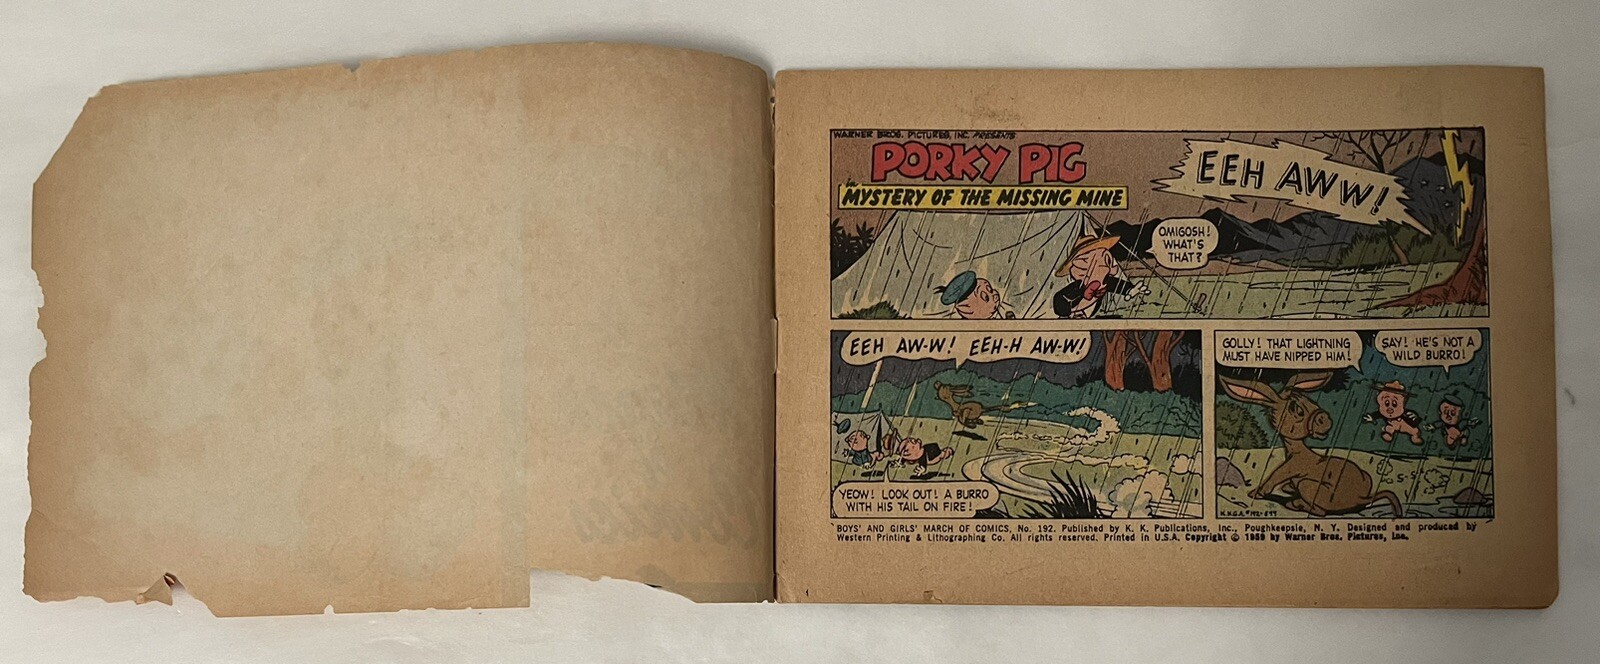 WARNER BROS. PICTURES, INC. PRESENTS
PORKY PIG
in
MYSTERY OF THE MISSING MINE
EEH AWW!
OMIGOSH!
WHAT'S
THAT?
EEH AW-W! EEH-H AW-W!
YEOW! LOOK OUT! A BURRO
WITH HIS TAIL ON FIRE!
GOLLY! THAT LIGHTNING
MUST HAVE NIPPED HIM!
SAY! HE'S NOT A
WILD BURRO!
BOYS' AND GIRLS' MARCH OF COMICS, No. 192. Published by K. K. Publications, Inc., Poughkeepsie, N. Y. Designed and produced by
Western Printing & Lithographing Co. All rights reserved. Printed in U.S.A. Copyright © 1959 by Warner Bros. Pictures, Inc.